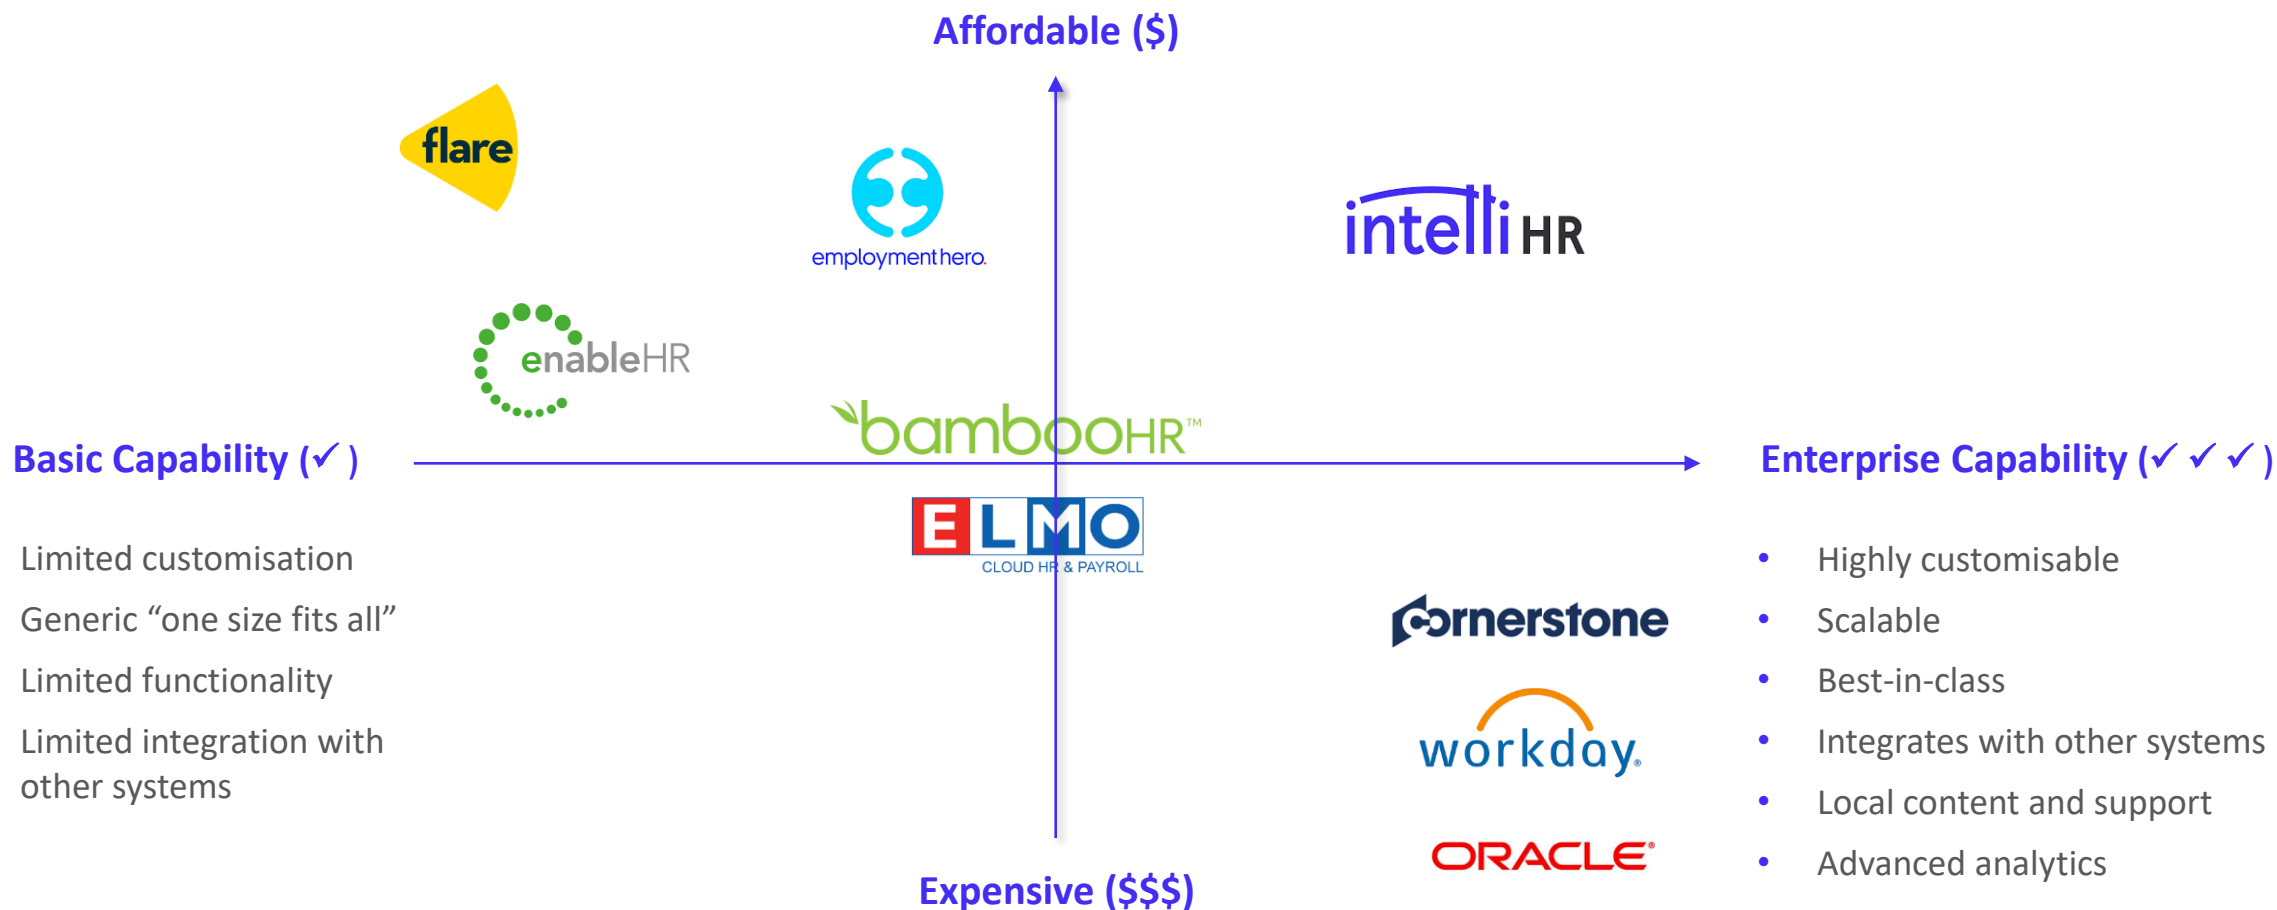 Affordable ($)
flare
employmenthero.
intelliHR
enableHR
bambooHR™
Basic Capability (✓)
Enterprise Capability (✓ ✓ ✓)
ELMO
CLOUD HR & PAYROLL
Limited customisation
Generic “one size fits all”
Limited functionality
Limited integration with
other systems
cornerstone
workday®
ORACLE®
• Highly customisable
• Scalable
• Best-in-class
• Integrates with other systems
• Local content and support
• Advanced analytics
Expensive ($$$)